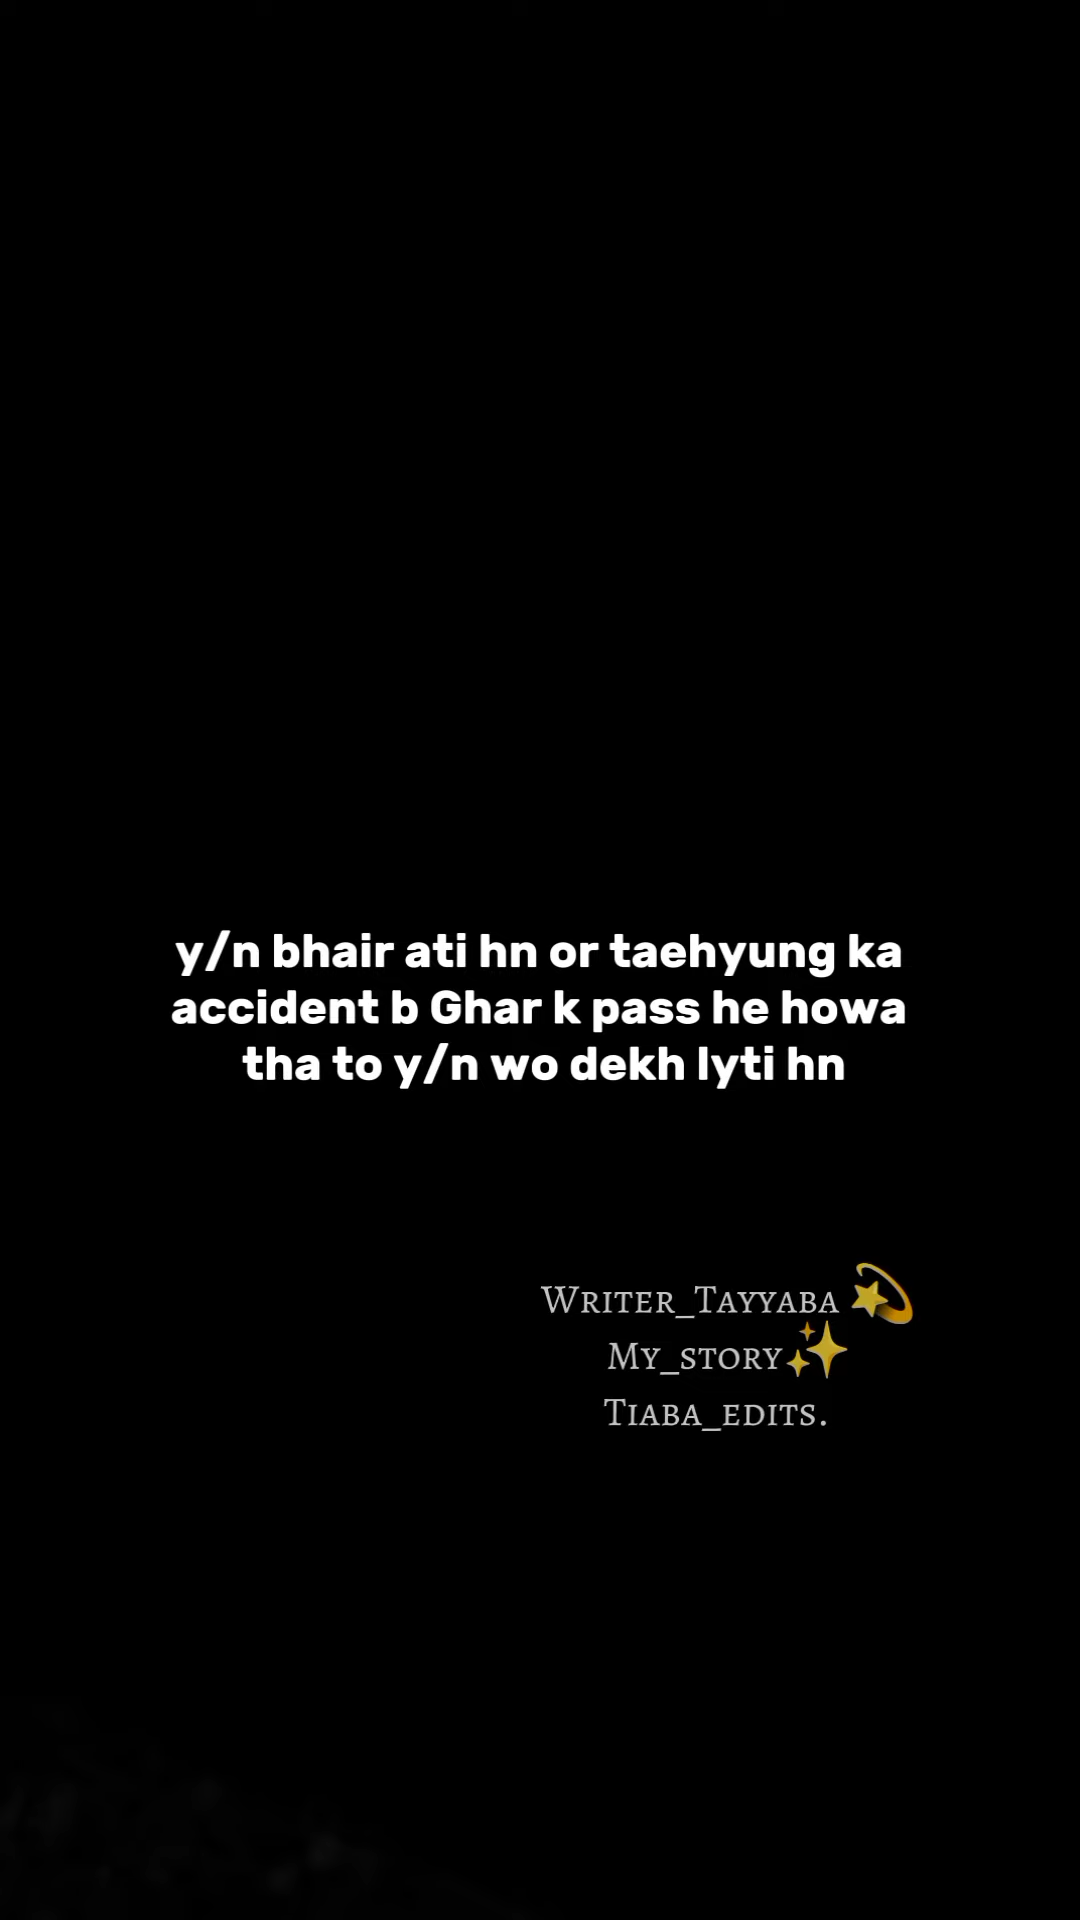 y/n bhair ati hn or taehyung ka
accident b Ghar k pass he howa
tha to y/n wo dekh lyti hn
Writer_Tayyaba 💫
My_story✨
Tiaba_edits.